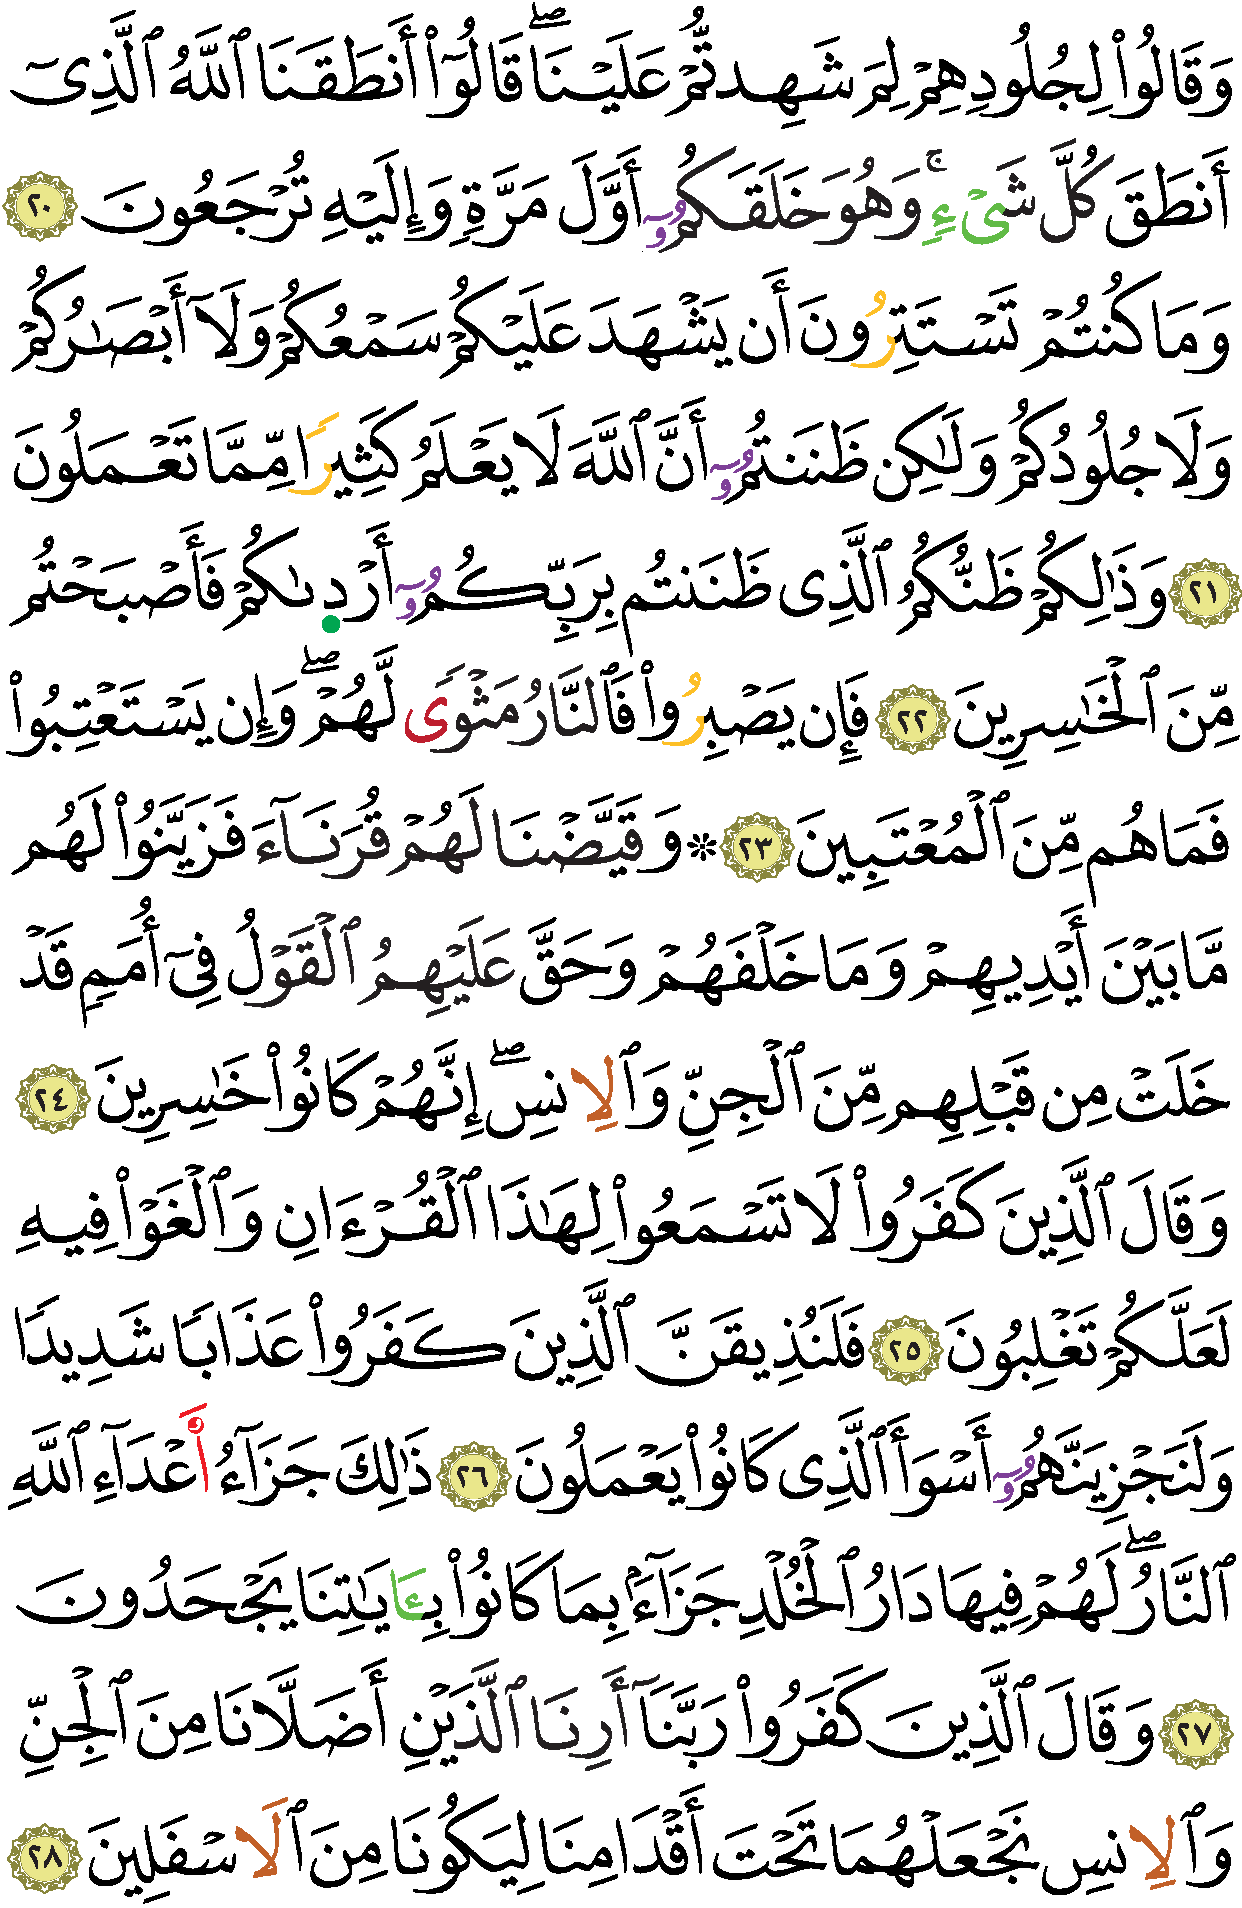 وَقَالُواْ لِجُلُودِهِمْ لِمَ شَهِدتُّمْ عَلَيْنَاۖ قَالُوٓاْ أَنطَقَنَا ٱللَّهُ ٱلَّذِىٓ
أَنطَقَ كُلَّ شَىْءٍۚ وَهُوَ خَلَقَكُمُۥٓ أَوَّلَ مَرَّةٍ وَإِلَيْهِ تُرْجَعُونَ ٢٠
وَمَا كُنتُمْ تَسْتَتِرُونَ أَن يَشْهَدَ عَلَيْكُمْ سَمْعُكُمْ وَلَآ أَبْصَٰرُكُمْ
وَلَا جُلُودُكُمْ وَلَٰكِن ظَنَنتُمُۥٓ أَنَّ ٱللَّهَ لَا يَعْلَمُ كَثِيرًا مِّمَّا تَعْمَلُونَ
٢١ وَذَٰلِكُمْ ظَنُّكُمُ ٱلَّذِى ظَنَنتُم بِرَبِّكُمُۥٓ أَرْدِىٰكُمْ فَأَصْبَحْتُم
مِّنَ ٱلْخَٰسِرِينَ ٢٢ فَإِن يَصْبِرُواْ فَٱلنَّارُ مَثْوًى لَّهُمْۖ وَإِن يَسْتَعْتِبُواْ
فَمَا هُم مِّنَ ٱلْمُعْتَبِينَ ٢٣ ۞ وَقَيَّضْنَا لَهُمْ قُرَنَآءَ فَزَيَّنُواْ لَهُم
مَّا بَيْنَ أَيْدِيهِمْ وَمَا خَلْفَهُمْ وَحَقَّ عَلَيْهِمُ ٱلْقَوْلُ فِىٓ أُمَمٍ قَدْ
خَلَتْ مِن قَبْلِهِم مِّنَ ٱلْجِنِّ وَٱلِانسِۖ إِنَّهُمْ كَانُواْ خَٰسِرِينَ ٢٤
وَقَالَ ٱلَّذِينَ كَفَرُواْ لَا تَسْمَعُواْ لِهَٰذَا ٱلْقُرْءَانِ وَٱلْغَوْاْ فِيهِ
لَعَلَّكُمْ تَغْلِبُونَ ٢٥ فَلَنُذِيقَنَّ ٱلَّذِينَ كَفَرُواْ عَذَابًا شَدِيدًا
وَلَنَجْزِيَنَّهُمُۥٓ أَسْوَأَ ٱلَّذِى كَانُواْ يَعْمَلُونَ ٢٦ ذَٰلِكَ جَزَآءُ اَ۬عْدَآءِ ٱللَّهِ
ٱلنَّارُۖ لَهُمْ فِيهَا دَارُ ٱلْخُلْدِ جَزَآءَۢ بِمَا كَانُواْ بِـَٔايَٰتِنَا يَجْحَدُونَ
٢٧ وَقَالَ ٱلَّذِينَ كَفَرُواْ رَبَّنَآ أَرِنَا ٱلَّذَيْنِ أَضَلَّانَا مِنَ ٱلْجِنِّ
وَٱلِانسِ نَجْعَلْهُمَا تَحْتَ أَقْدَامِنَا لِيَكُونَا مِنَ ٱلَاسْفَلِينَ ٢٨